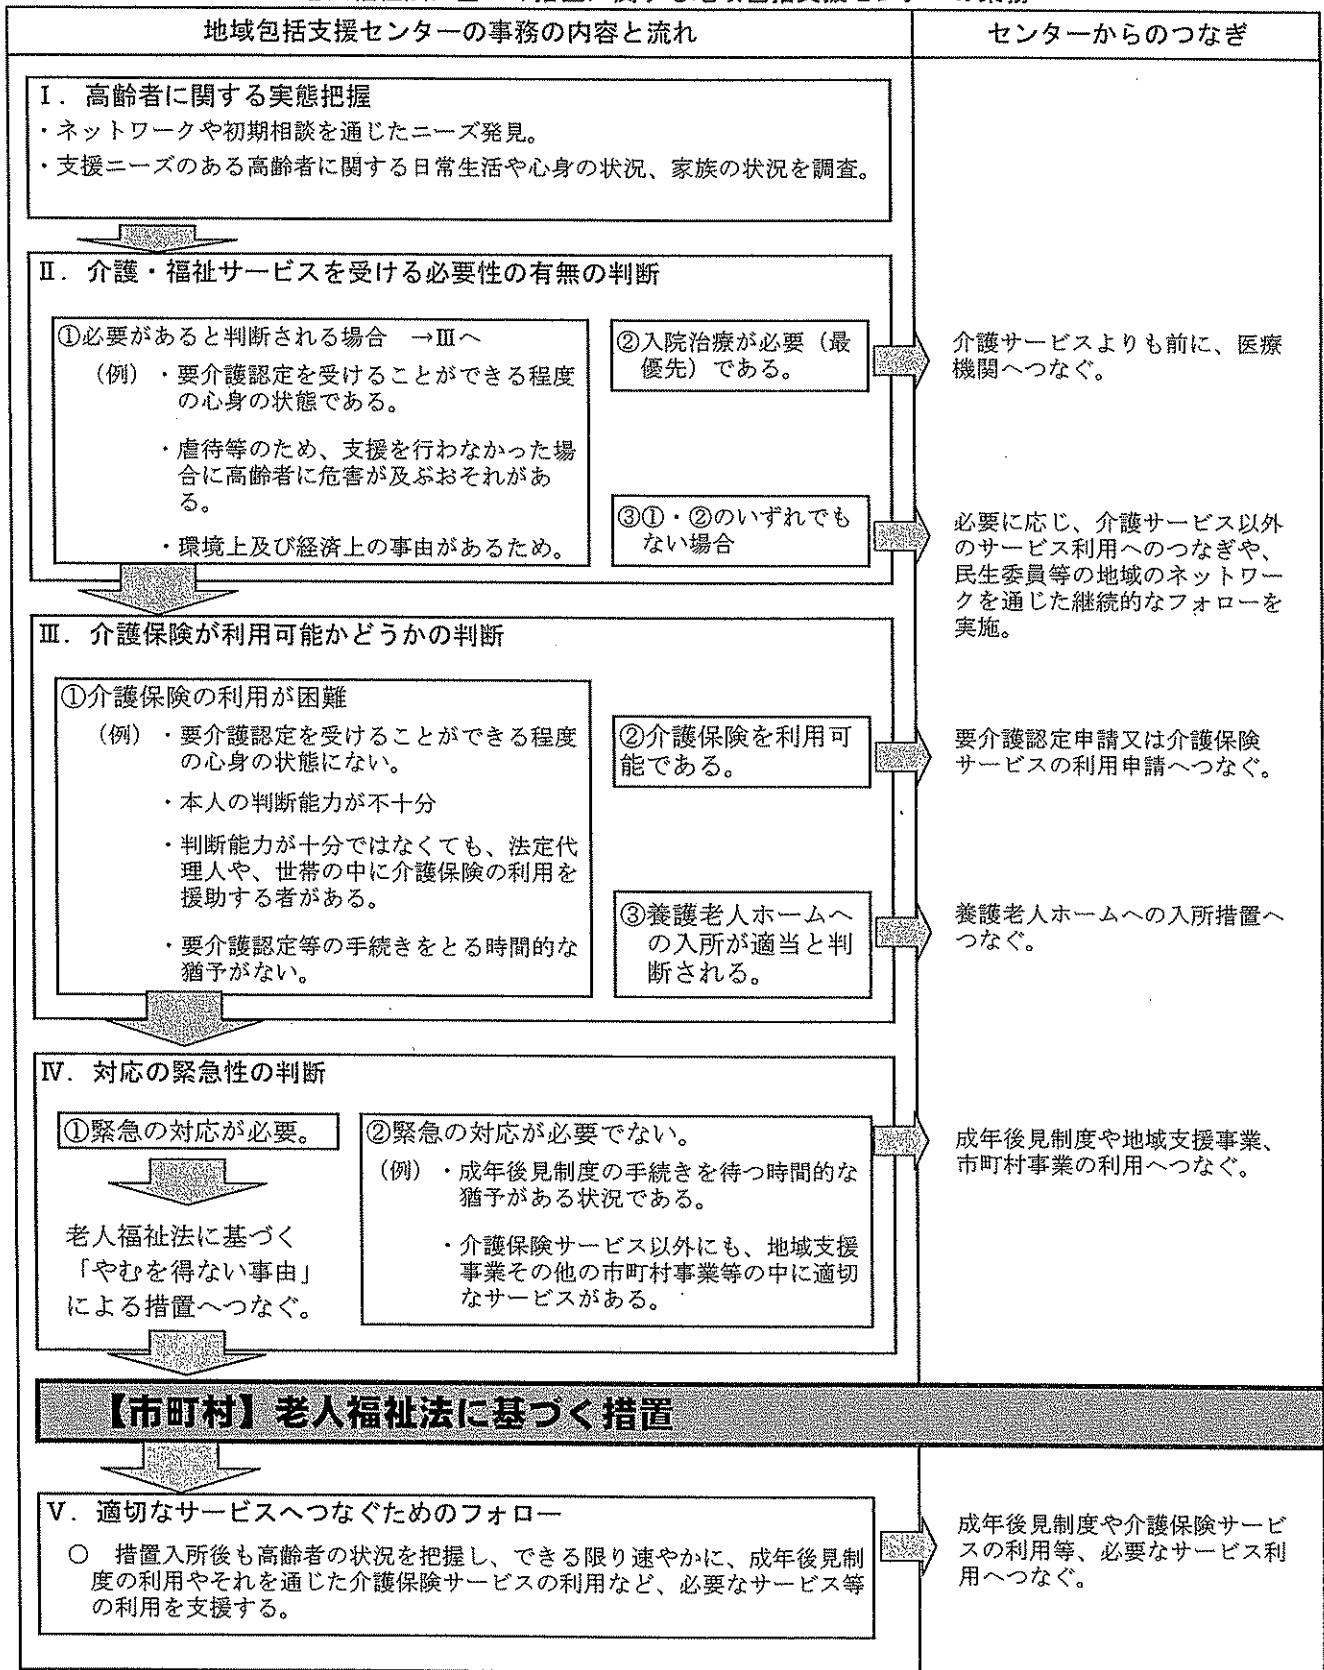 地域包括支援センターの事務の内容と流れ
センターからのつなぎ
Ⅰ．高齢者に関する実態把握
・ネットワークや初期相談を通じたニーズ発見。
・支援ニーズのある高齢者に関する日常生活や心身の状況、家族の状況を調査。
Ⅱ．介護・福祉サービスを受ける必要性の有無の判断
①必要があると判断される場合　→Ⅲへ
（例）・要介護認定を受けることができる程度
の心身の状態である。
・虐待等のため、支援を行わなかった場
合に高齢者に危害が及ぶおそれがあ
る。
・環境上及び経済上の事由があるため。
②入院治療が必要（最
優先）である。
介護サービスよりも前に、医療
機関へつなぐ。
③①・②のいずれでも
ない場合
必要に応じ、介護サービス以外
のサービス利用へのつなぎや、
民生委員等の地域のネットワー
クを通じた継続的なフォローを
実施。
Ⅲ．介護保険が利用可能かどうかの判断
①介護保険の利用が困難
（例）・要介護認定を受けることができる程度
の心身の状態にない。
・本人の判断能力が不十分
・判断能力が十分ではなくても、法定代
理人や、世帯の中に介護保険の利用を
援助する者がある。
・要介護認定等の手続きをとる時間的な
猶予がない。
②介護保険を利用可
能である。
要介護認定申請又は介護保険
サービスの利用申請へつなぐ。
③養護老人ホームへ
の入所が適当と判
断される。
養護老人ホームへの入所措置へ
つなぐ。
Ⅳ．対応の緊急性の判断
①緊急の対応が必要。
老人福祉法に基づく
「やむを得ない事由」
による措置へつなぐ。
②緊急の対応が必要でない。
（例）・成年後見制度の手続きを待つ時間的な
猶予がある状況である。
・介護保険サービス以外にも、地域支援
事業その他の市町村事業等の中に適切
なサービスがある。
成年後見制度や地域支援事業、
市町村事業の利用へつなぐ。
【市町村】老人福祉法に基づく措置
Ⅴ．適切なサービスへつなぐためのフォロー
○　措置入所後も高齢者の状況を把握し、できる限り速やかに、成年後見制
度の利用やそれを通じた介護保険サービスの利用など、必要なサービス等
の利用を支援する。
成年後見制度や介護保険サービ
スの利用等、必要なサービス利
用へつなぐ。